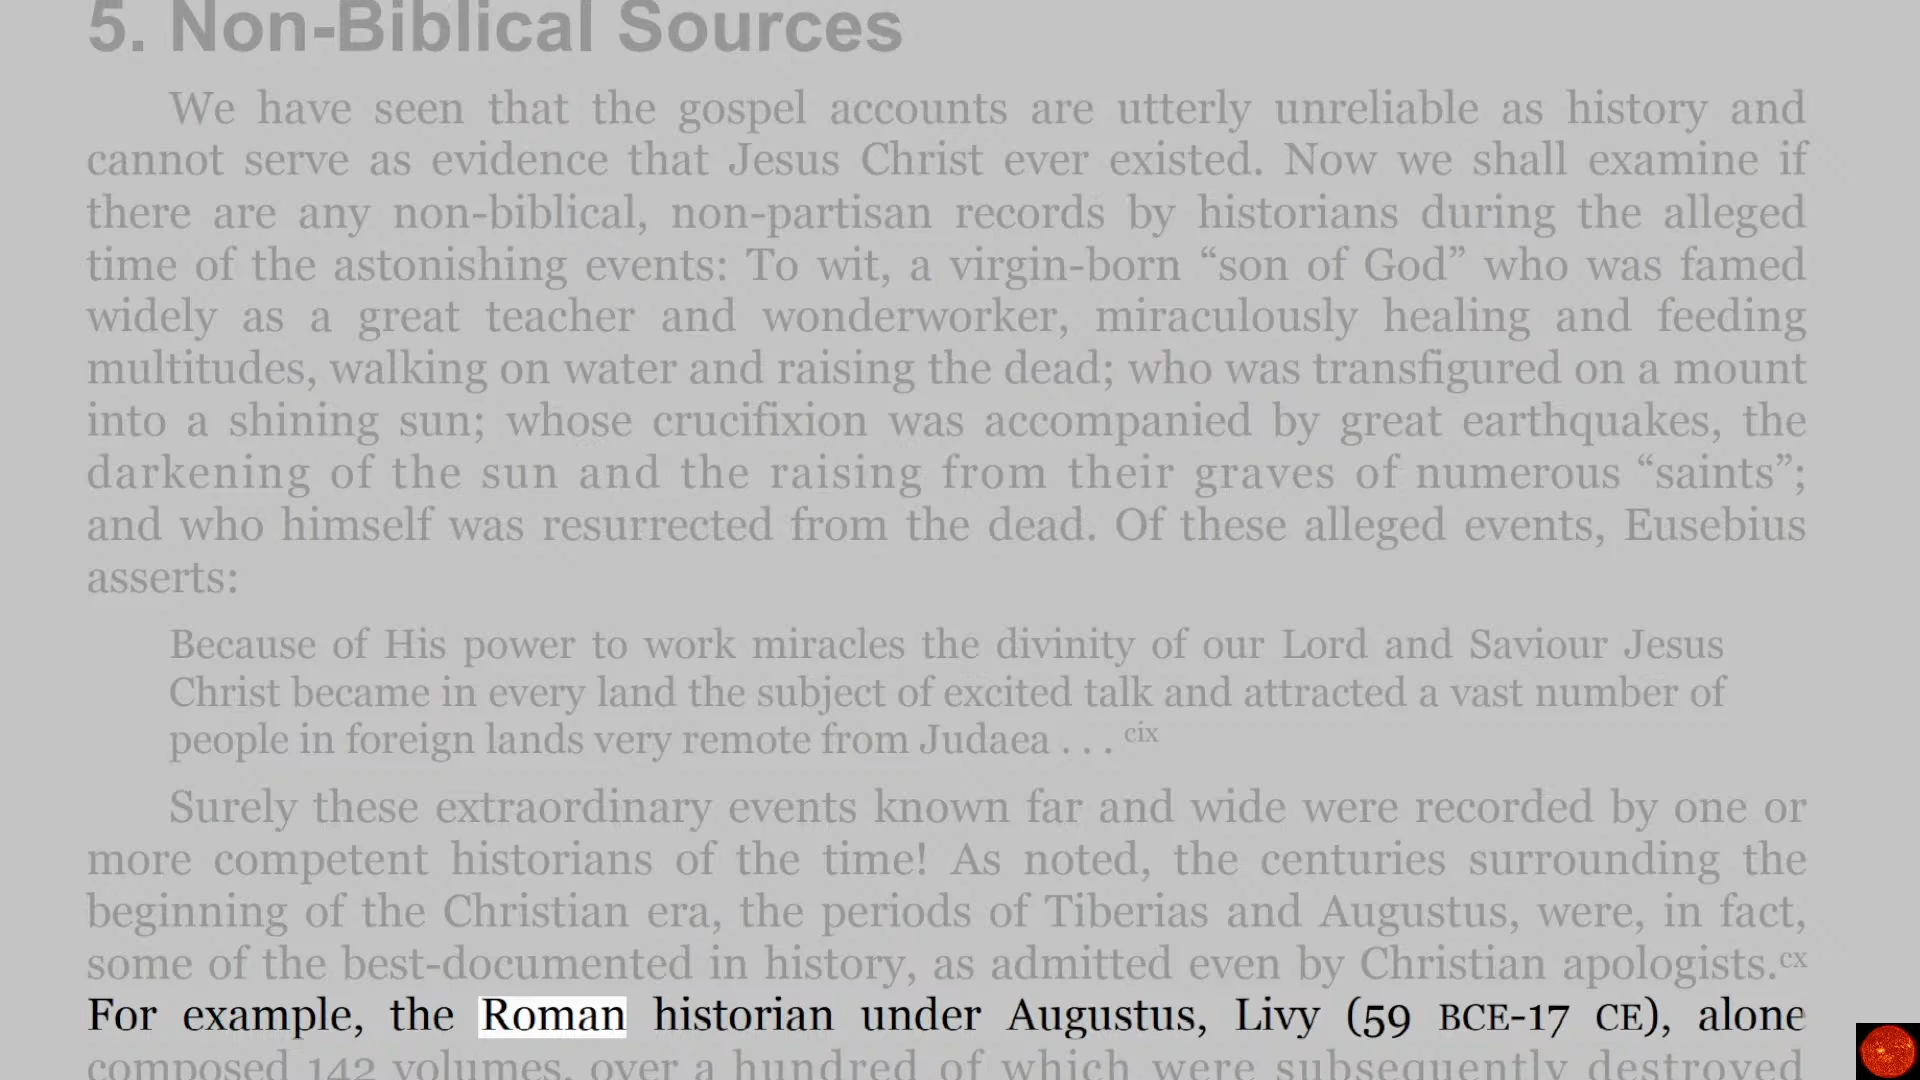 5. Non-Biblical Sources
We have seen that the gospel accounts are utterly unreliable as history and
cannot serve as evidence that Jesus Christ ever existed. Now we shall examine if
there are any non-biblical, non-partisan records by historians during the alleged
time of the astonishing events: To wit, a virgin-born “son of God” who was famed
widely as a great teacher and wonderworker, miraculously healing and feeding
multitudes, walking on water and raising the dead; who was transfigured on a mount
into a shining sun; whose crucifixion was accompanied by great earthquakes, the
darkening of the sun and the raising from their graves of numerous “saints”;
and who himself was resurrected from the dead. Of these alleged events, Eusebius
asserts:
Because of His power to work miracles the divinity of our Lord and Saviour Jesus
Christ became in every land the subject of excited talk and attracted a vast number of
people in foreign lands very remote from Judaea . . . cix
Surely these extraordinary events known far and wide were recorded by one or
more competent historians of the time! As noted, the centuries surrounding the
beginning of the Christian era, the periods of Tiberias and Augustus, were, in fact,
some of the best-documented in history, as admitted even by Christian apologists.cx
For example, the Roman historian under Augustus, Livy (59 BCE-17 CE), alone
composed 142 volumes, over a hundred of which were subsequently destroyed